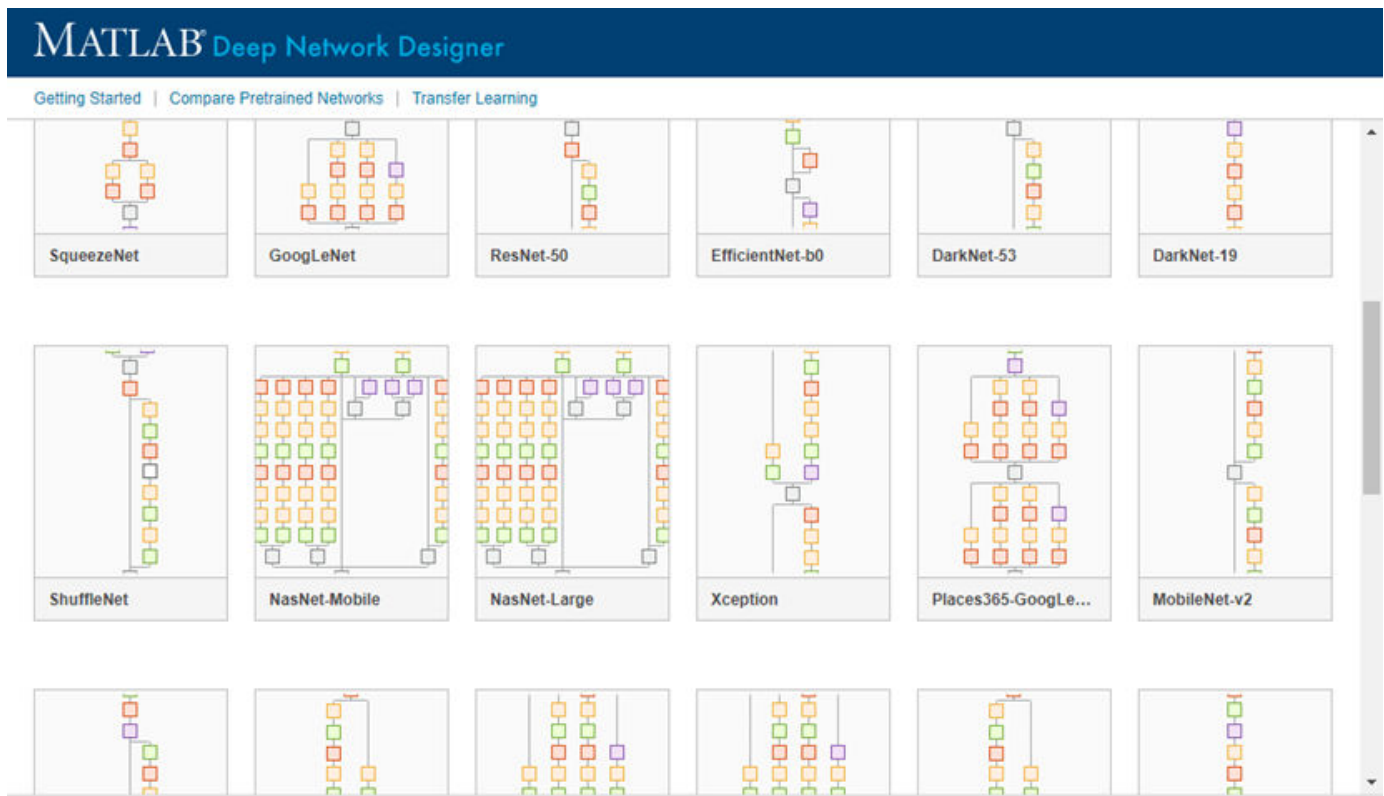 MATLAB® Deep Network Designer
Getting Started | Compare Pretrained Networks | Transfer Learning
SqueezeNet GoogLeNet ResNet-50 EfficientNet-b0 DarkNet-53 DarkNet-19
ShuffleNet NasNet-Mobile NasNet-Large Xception Places365-GoogLe... MobileNet-v2